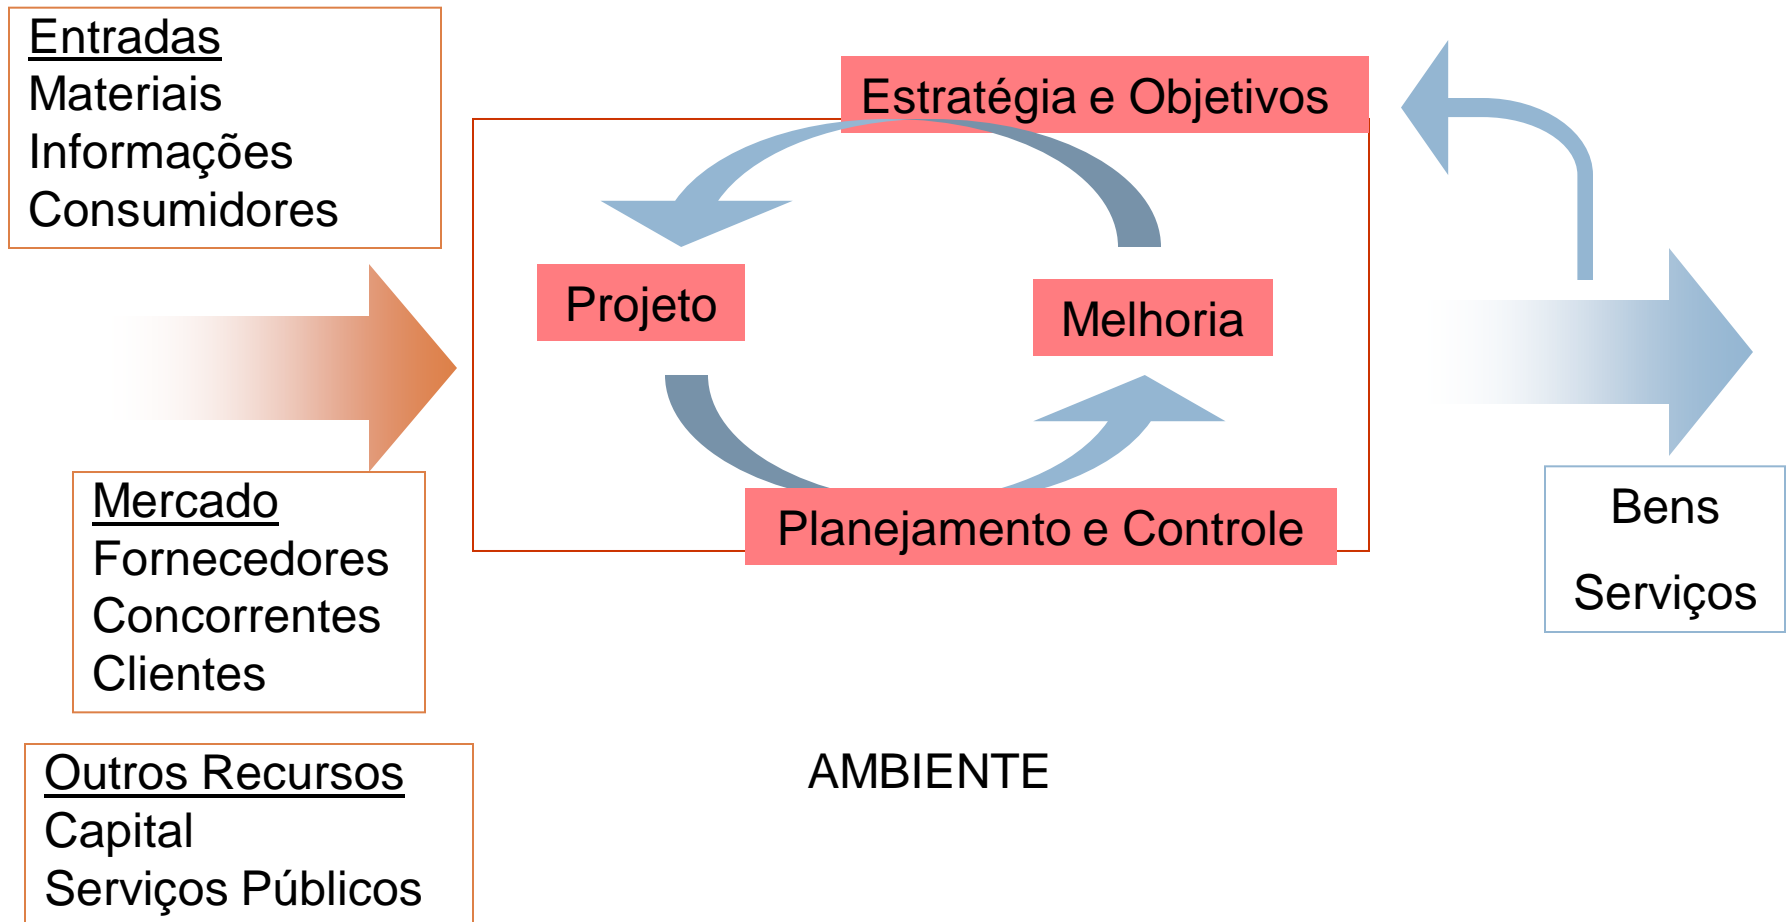 Entradas
Materiais
Informações
Consumidores
Estratégia e Objetivos
Projeto
Melhoria
Planejamento e Controle
Mercado
Fornecedores
Concorrentes
Clientes
Bens
Serviços
Outros Recursos
Capital
Serviços Públicos
AMBIENTE